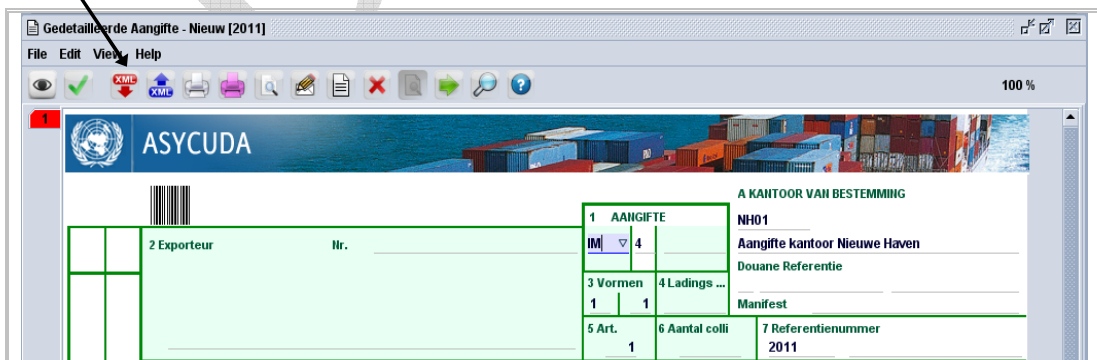 Gedetailleerde Aangifte - Nieuw [2011]
File Edit View Help
XML XML 100 %
1
ASYCUDA
A KANTOOR VAN BESTEMMING
1 AANGIFTE NH01
2 Exporteur Nr. IM 4 Aangifte kantoor Nieuwe Haven
Douane Referentie
3 Vormen 4 Ladings ...
1 1 Manifest
5 Art. 6 Aantal colli 7 Referentienummer
1 2011